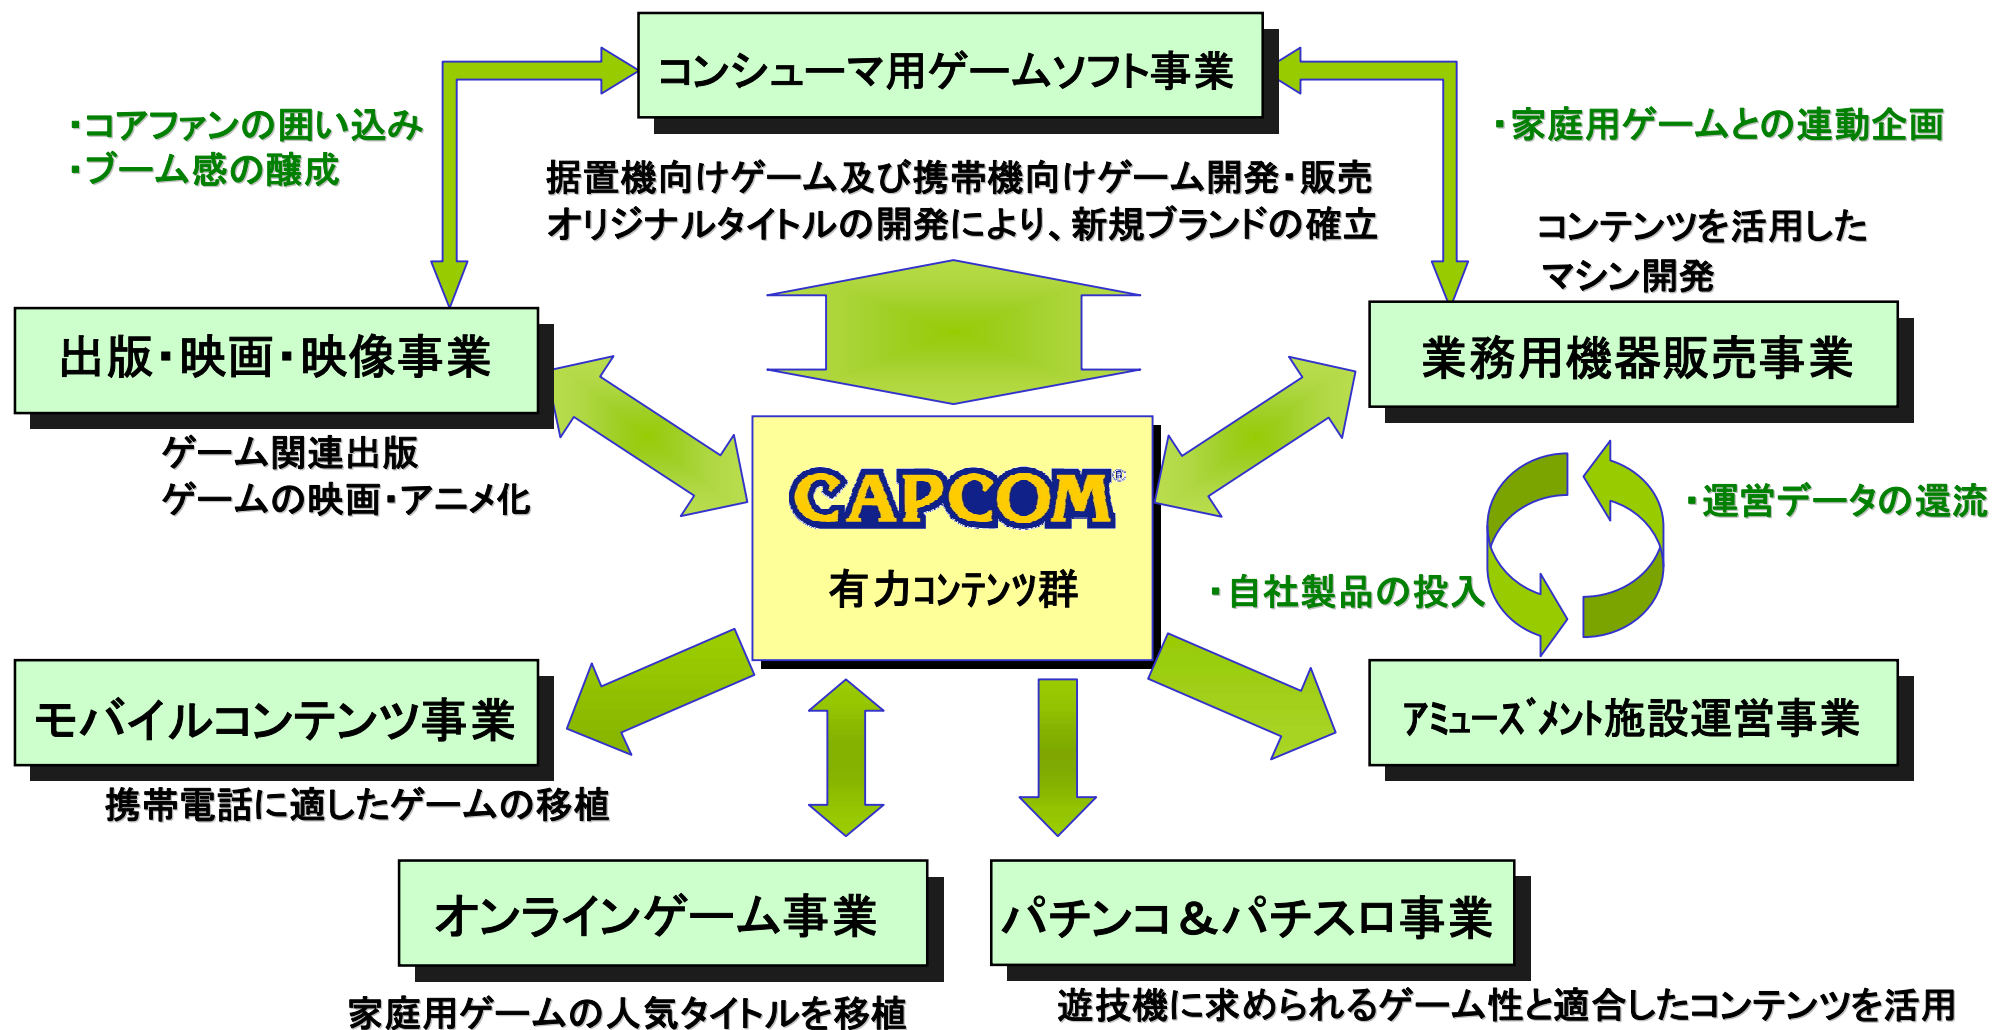 コンシューマ用ゲームソフト事業
・コアファンの囲い込み
・ブーム感の醸成
・家庭用ゲームとの連動企画
据置機向けゲーム及び携帯機向けゲーム開発・販売
オリジナルタイトルの開発により、新規ブランドの確立
コンテンツを活用した
マシン開発
出版・映画・映像事業
業務用機器販売事業
ゲーム関連出版
ゲームの映画・アニメ化
CAPCOM®
有力コンテンツ群
・運営データの還流
・自社製品の投入
モバイルコンテンツ事業
アミューズメント施設運営事業
携帯電話に適したゲームの移植
オンラインゲーム事業
パチンコ&パチスロ事業
家庭用ゲームの人気タイトルを移植
遊技機に求められるゲーム性と適合したコンテンツを活用